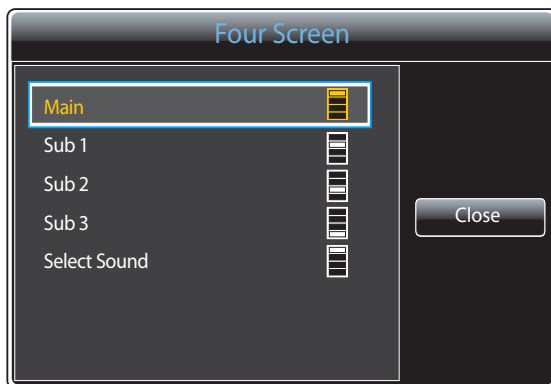 Four Screen
Main
Sub 1
Sub 2
Sub 3
Select Sound
Close